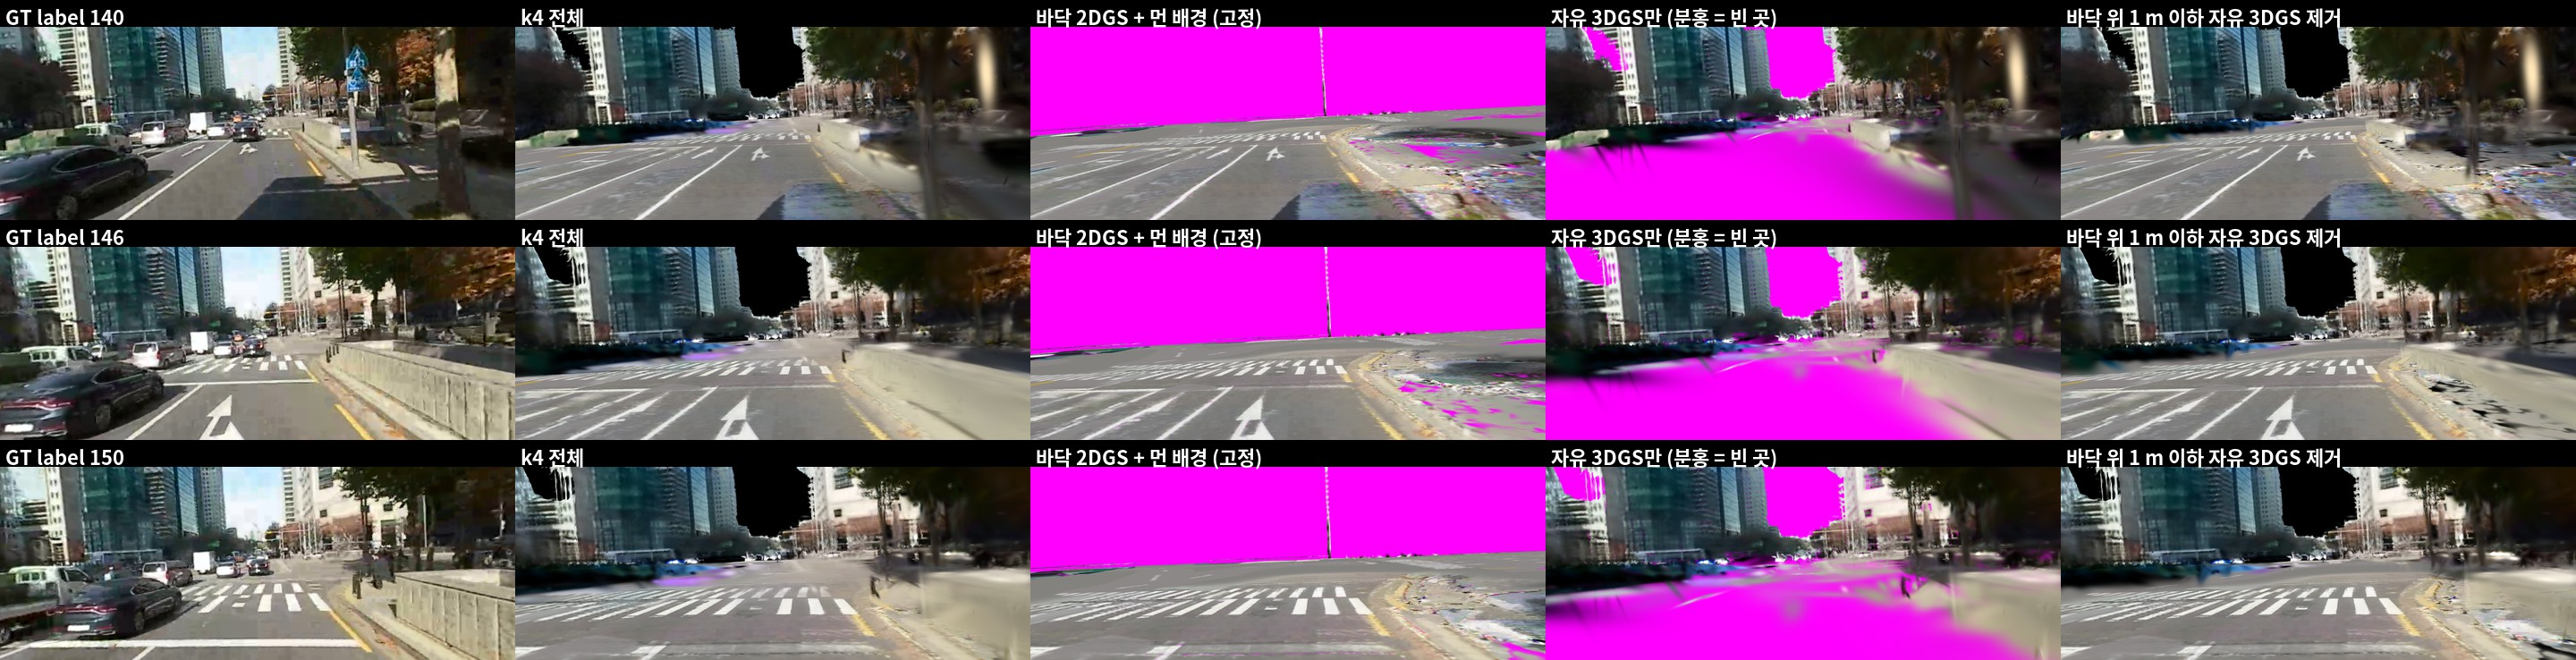 GT label 140
k4 전체
바닥 2DGS + 먼 배경 (고정)
자유 3DGS만 (분홍 = 빈 곳)
바닥 위 1 m 이하 자유 3DGS 제거
GT label 146
k4 전체
바닥 2DGS + 먼 배경 (고정)
자유 3DGS만 (분홍 = 빈 곳)
바닥 위 1 m 이하 자유 3DGS 제거
GT label 150
k4 전체
바닥 2DGS + 먼 배경 (고정)
자유 3DGS만 (분홍 = 빈 곳)
바닥 위 1 m 이하 자유 3DGS 제거